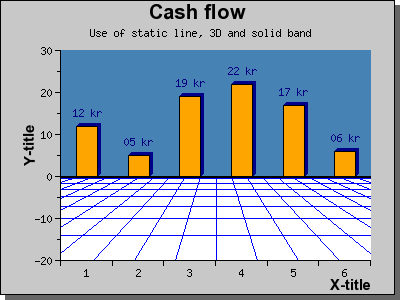 Cash flow
Use of static line, 3D and solid band
30
22 kr
20
19 kr
17 kr
12 kr
10
05 kr
06 kr
0
-10
-20
Y-title
1 2 3 4 5 6
X-title